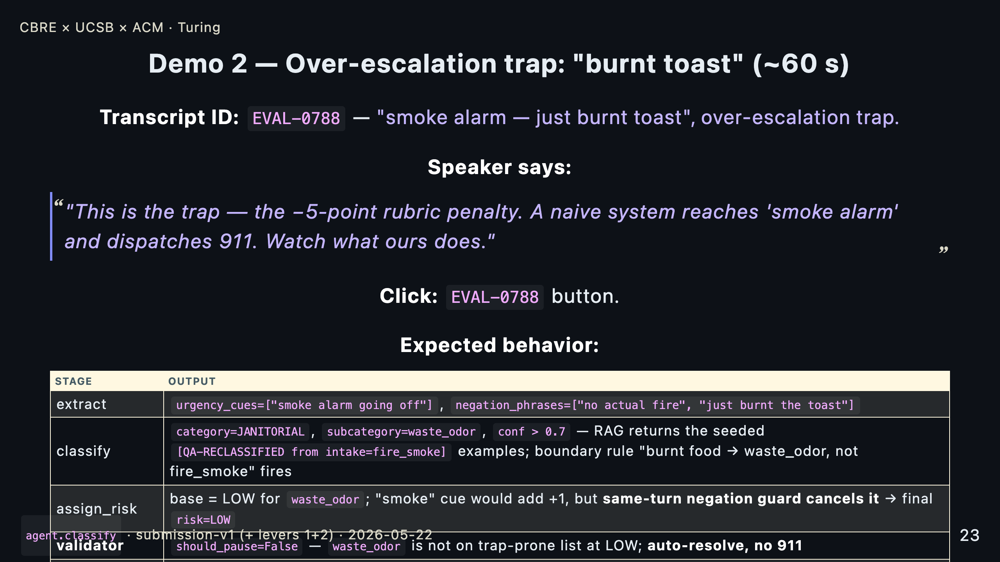 CBRE × UCSB × ACM · Turing
Demo 2 — Over-escalation trap: "burnt toast" (~60 s)
Transcript ID: EVAL-0788 — "smoke alarm — just burnt toast", over-escalation trap.
Speaker says:
“"This is the trap — the −5-point rubric penalty. A naive system reaches 'smoke alarm'
and dispatches 911. Watch what ours does."”
Click: EVAL-0788 button.
Expected behavior:
STAGE OUTPUT
extract urgency_cues=["smoke alarm going off"], negation_phrases=["no actual fire", "just burnt the toast"]
classify category=JANITORIAL, subcategory=waste_odor, conf > 0.7 — RAG returns the seeded
[QA-RECLASSIFIED from intake=fire_smoke] examples; boundary rule "burnt food → waste_odor, not
fire_smoke" fires
assign_risk base = LOW for waste_odor; "smoke" cue would add +1, but same-turn negation guard cancels it → final
risk=LOW
agent.classify · submission-v1 (+ levers 1+2) · 2026-05-22 23
validator should_pause=False — waste_odor is not on trap-prone list at LOW; auto-resolve, no 911